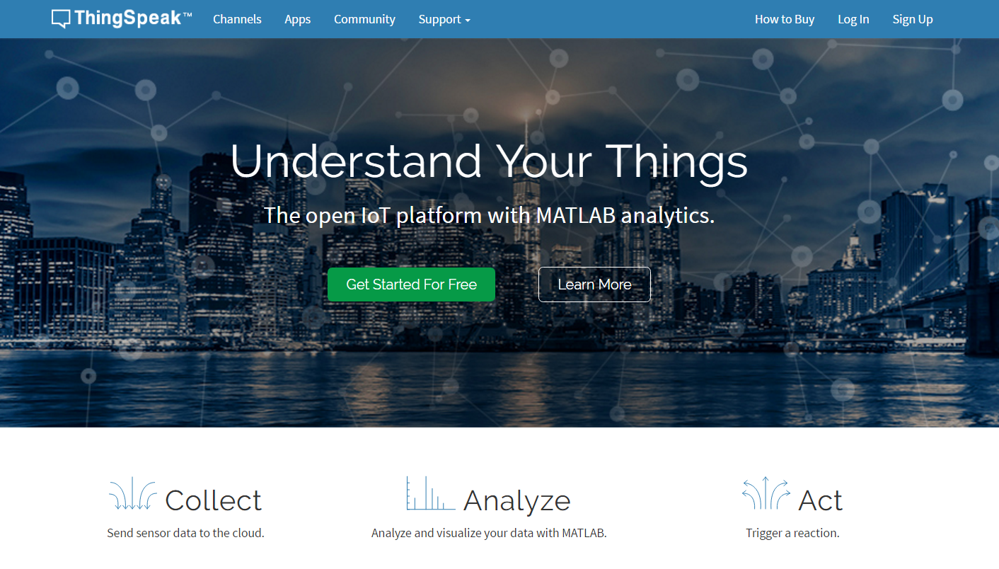 ThingSpeak™ Channels Apps Community Support How to Buy Log In Sign Up
Understand Your Things
The open IoT platform with MATLAB analytics.
Get Started For Free Learn More
Collect Analyze Act
Send sensor data to the cloud. Analyze and visualize your data with MATLAB. Trigger a reaction.